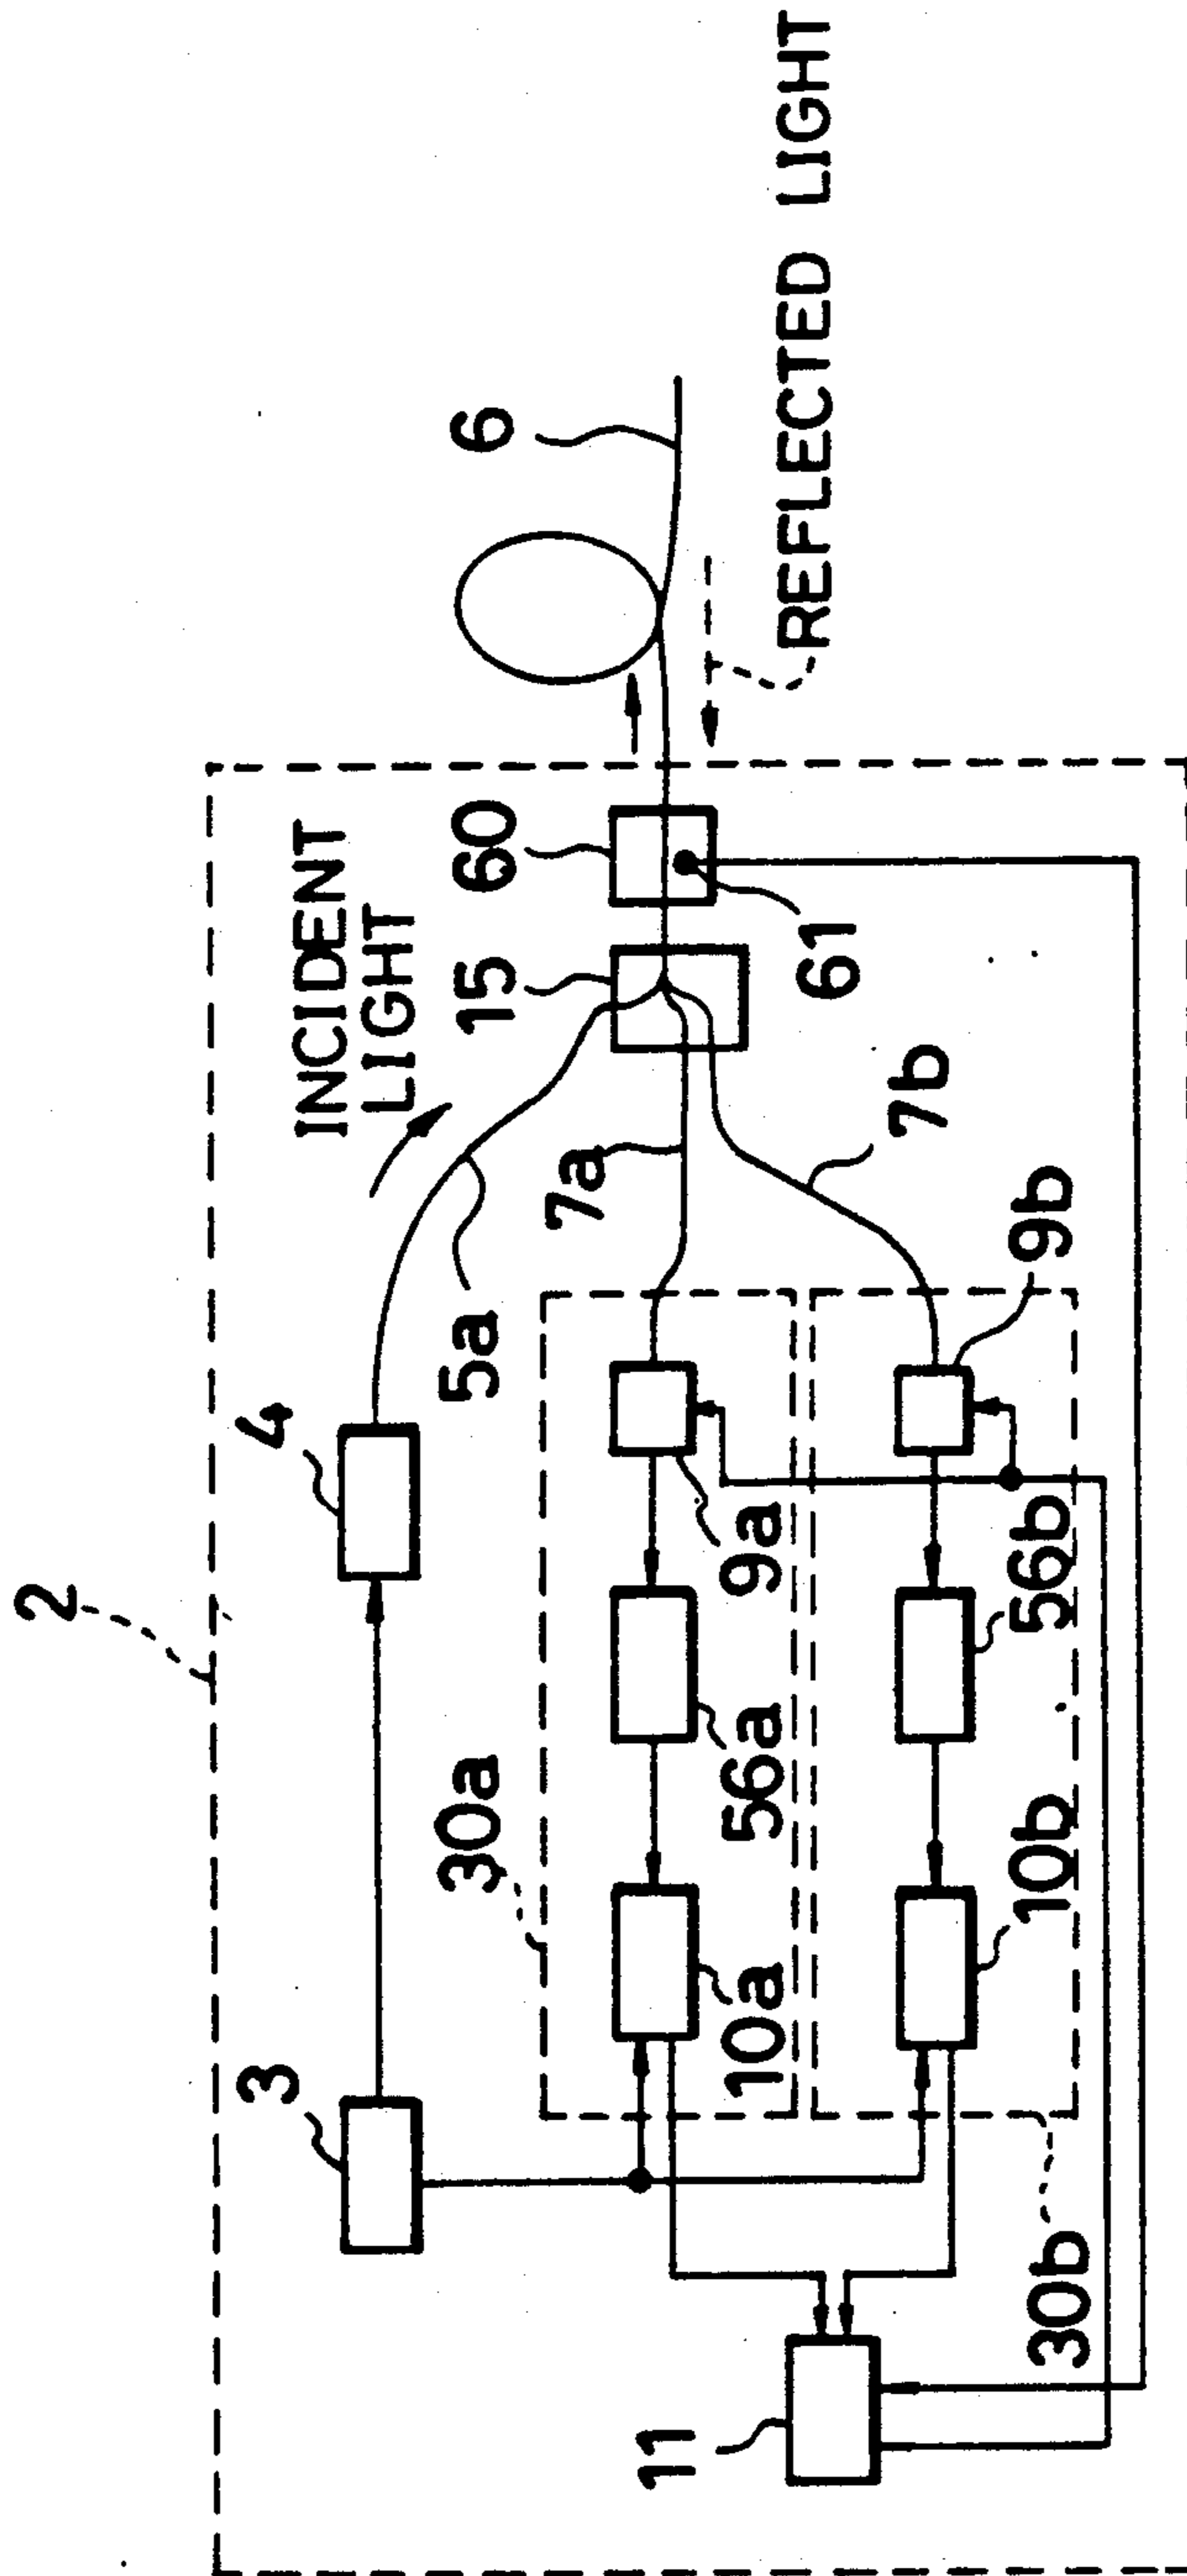 2
3
4
INCIDENT
LIGHT
5a
15
60
6
30a
7a
10a
56a
9a
61
REFLECTED LIGHT
7b
11
30b
10b
56b
9b